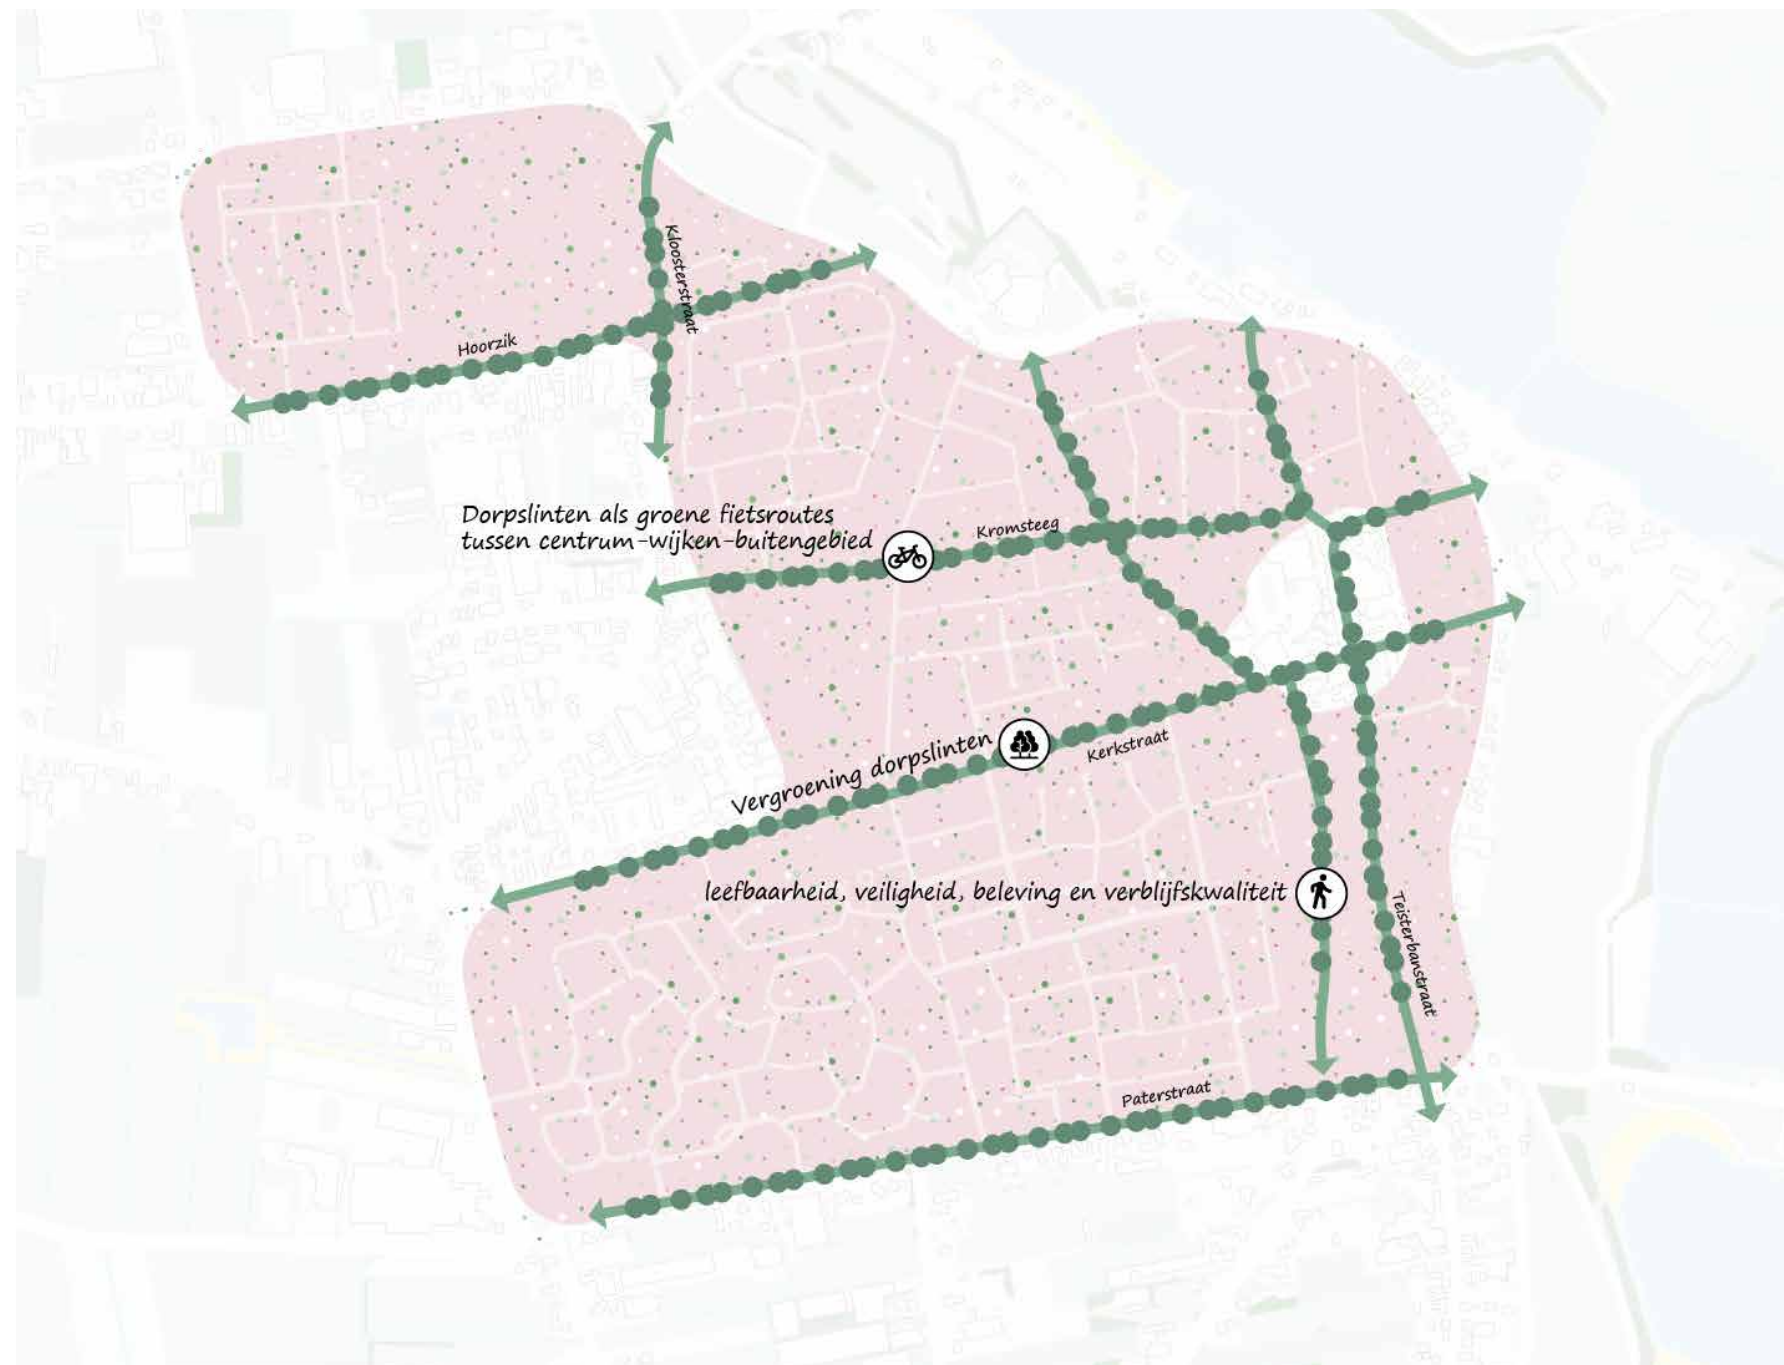 Kloosterstraat
Hoorzik
Dorpslinten als groene fietsroutes
tussen centrum-wijken-buitengebied
Kromsteeg
Vergroening dorpslinten
Kerkstraat
leefbaarheid, veiligheid, beleving en verblijfskwaliteit
Teisterbanstraat
Paterstraat